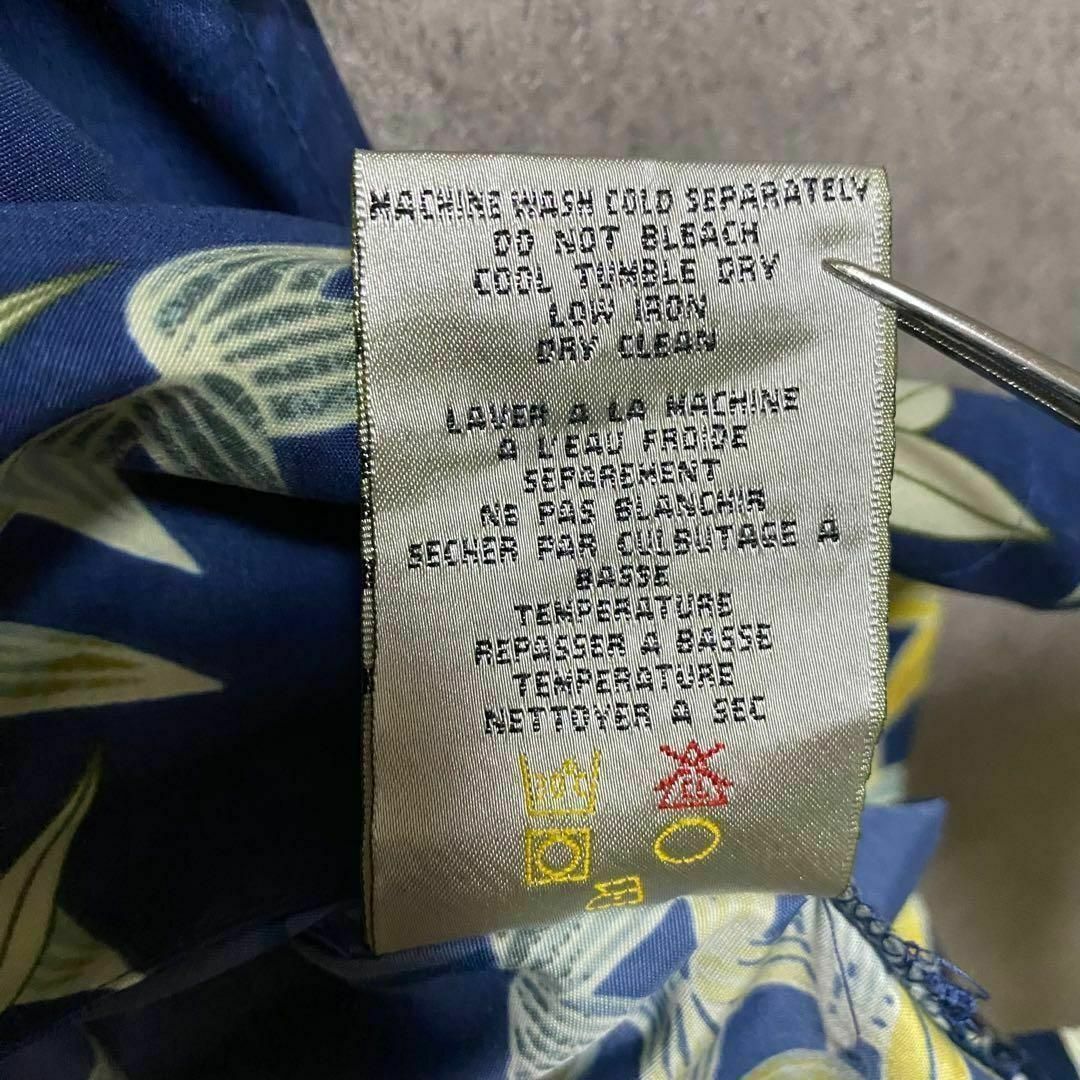 MACHINE WASH COLD SEPARATELY
DO NOT BLEACH
COOL TUMBLE DRY
LOW IRON
DRY CLEAN
LAVER A LA MACHINE
A L'EAU FROIDE
SEPAREMENT
NE PAS BLANCHIR
SECHER PAR CULBUTAGE A
BASSE
TEMPERATURE
REPASSER A BASSE
TEMPERATURE
NETTOYER A SEC